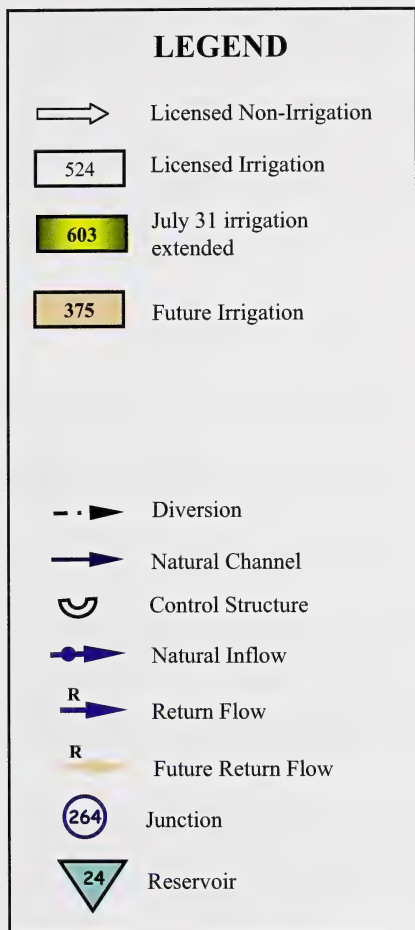 LEGEND
Licensed Non-Irrigation
524 Licensed Irrigation
603 July 31 irrigation
extended
375 Future Irrigation
Diversion
Natural Channel
Control Structure
Natural Inflow
R Return Flow
R Future Return Flow
264 Junction
24 Reservoir